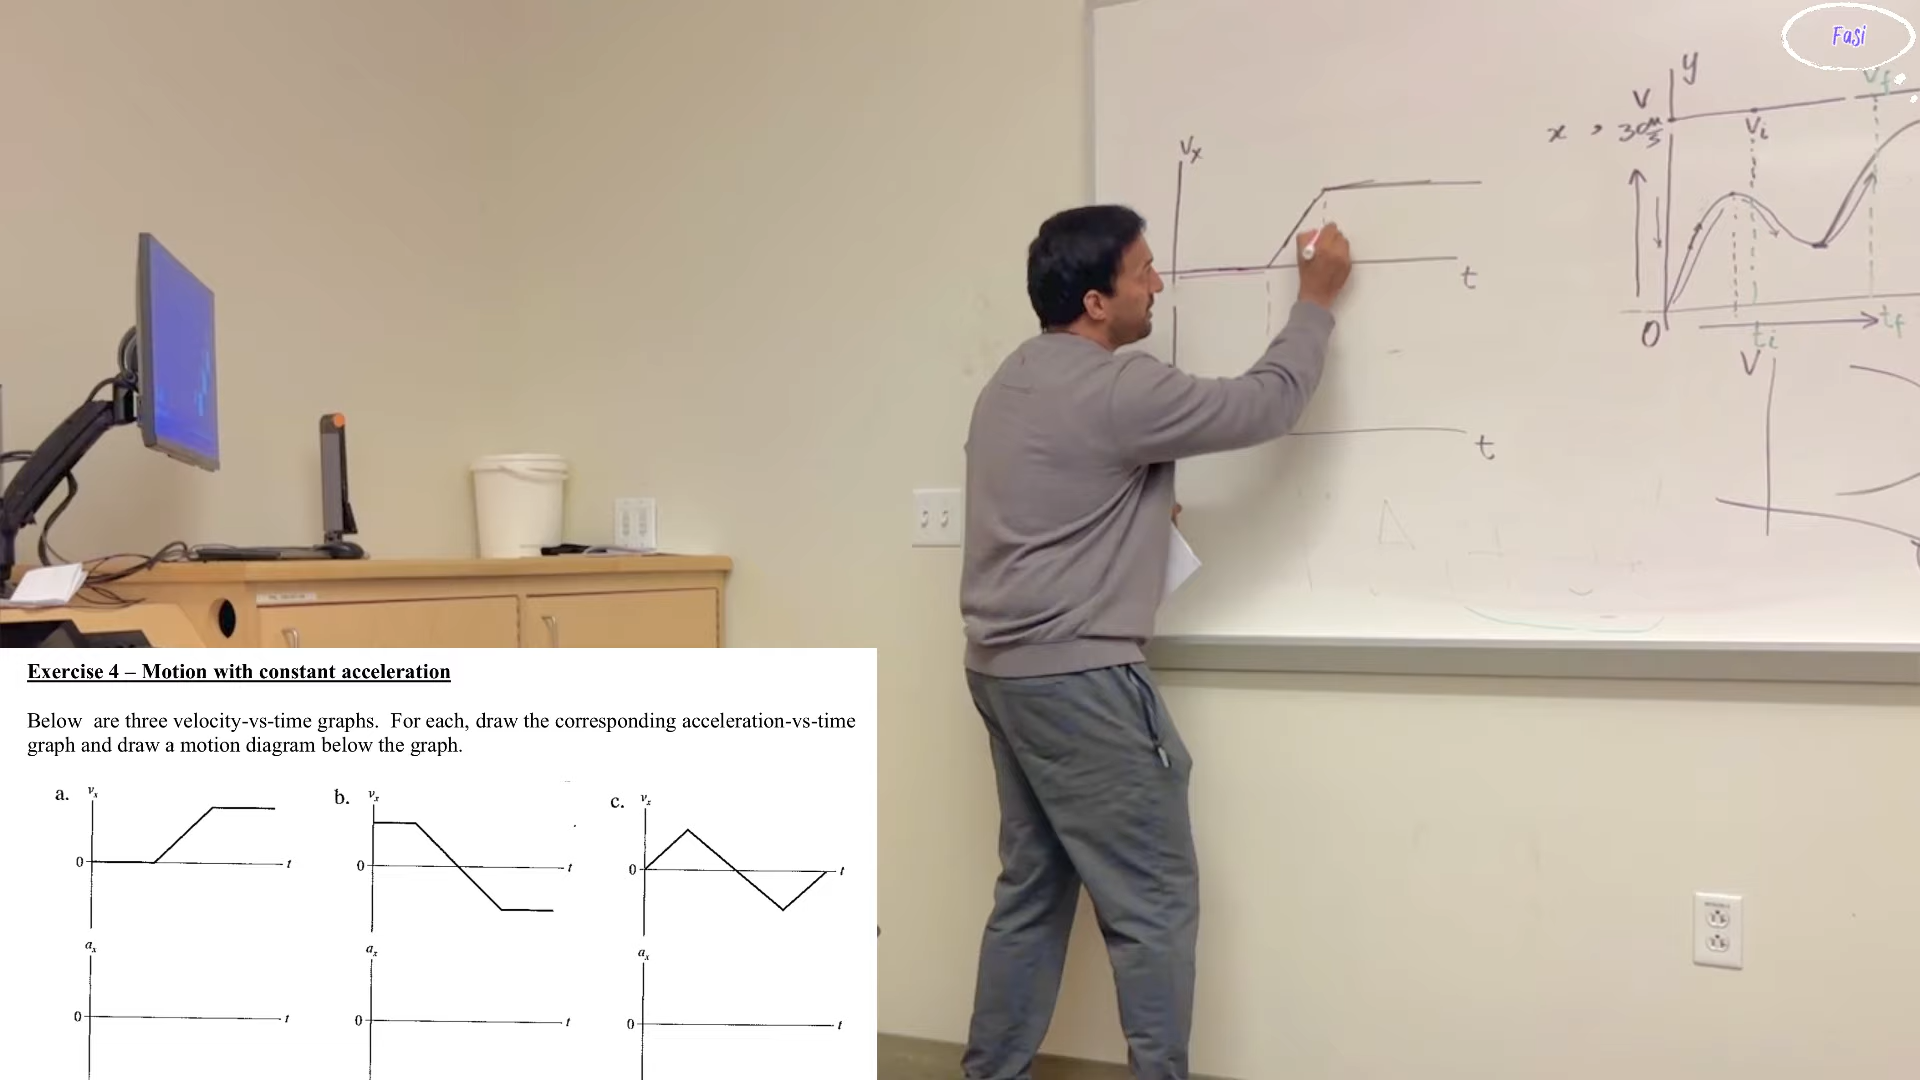 Fasi
y
V
x , 30 m/s
Vi
Vf
Vx
t
0
ti
tf
V
t
Exercise 4 – Motion with constant acceleration
Below are three velocity-vs-time graphs. For each, draw the corresponding acceleration-vs-time
graph and draw a motion diagram below the graph.
a. vx
0
t
b. vx
0
t
c. vx
0
t
ax
0
t
ax
0
t
ax
0
t